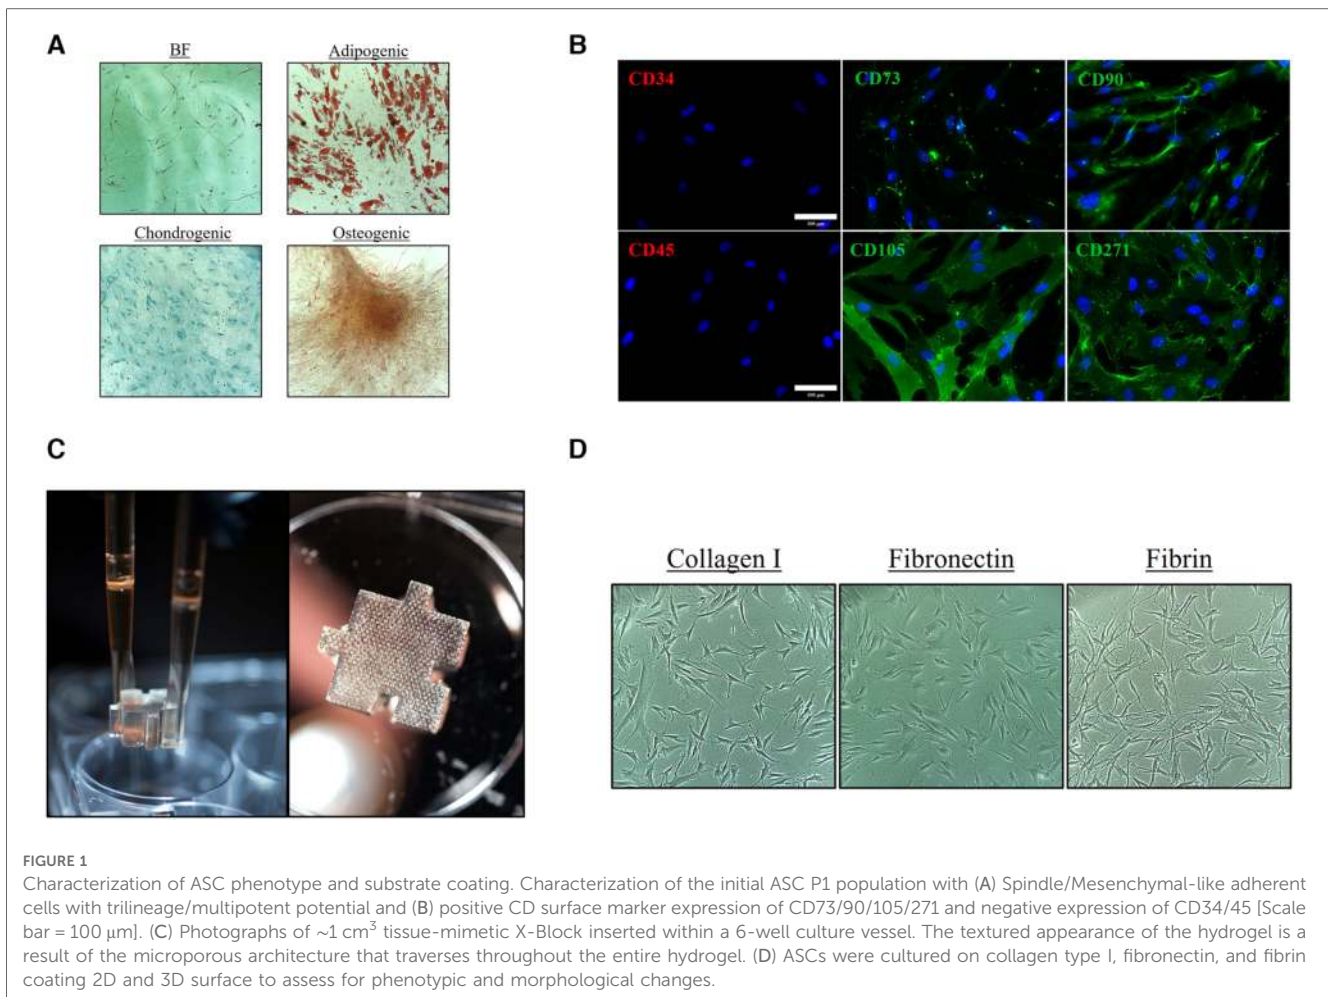 A
BF
Adipogenic
Chondrogenic
Osteogenic
B
CD34
CD73
CD90
100 μm
CD45
CD105
CD271
100 μm
C
D
Collagen I
Fibronectin
Fibrin
FIGURE 1
Characterization of ASC phenotype and substrate coating. Characterization of the initial ASC P1 population with (A) Spindle/Mesenchymal-like adherent
cells with trilineage/multipotent potential and (B) positive CD surface marker expression of CD73/90/105/271 and negative expression of CD34/45 [Scale
bar = 100 μm]. (C) Photographs of ~1 cm³ tissue-mimetic X-Block inserted within a 6-well culture vessel. The textured appearance of the hydrogel is a
result of the microporous architecture that traverses throughout the entire hydrogel. (D) ASCs were cultured on collagen type I, fibronectin, and fibrin
coating 2D and 3D surface to assess for phenotypic and morphological changes.